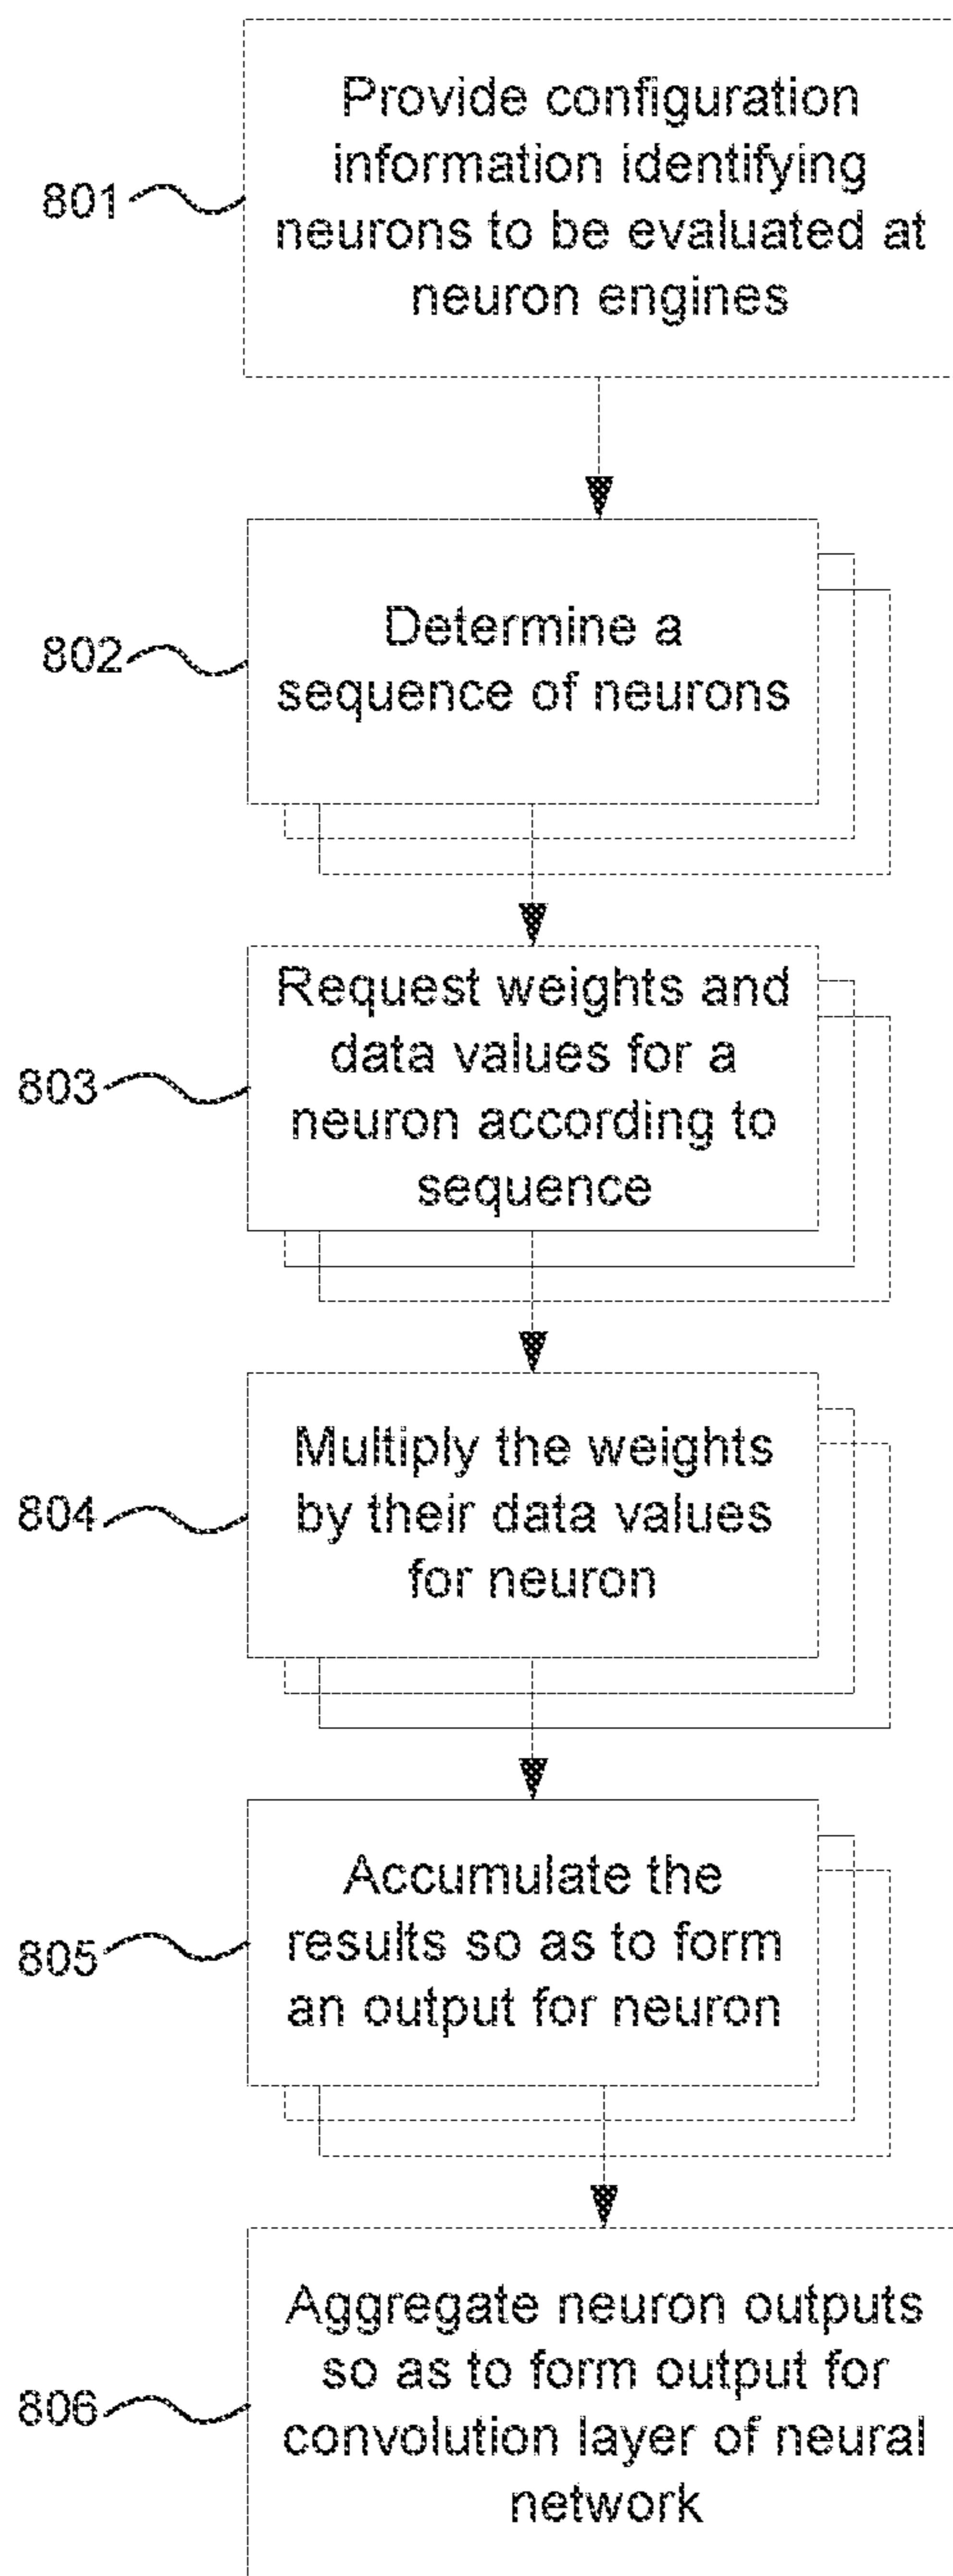 Provide configuration
information identifying
801
neurons to be evaluated at
neuron engines
Determine a
802
sequence of neurons
Request weights and
data values for a
803
neuron according to
sequence
Multiply the weights
804
by their data values
for neuron
Accumulate the
results so as to form
805
an output for neuron
Aggregate neuron outputs
so as to form output for
806
convolution layer of neural
network